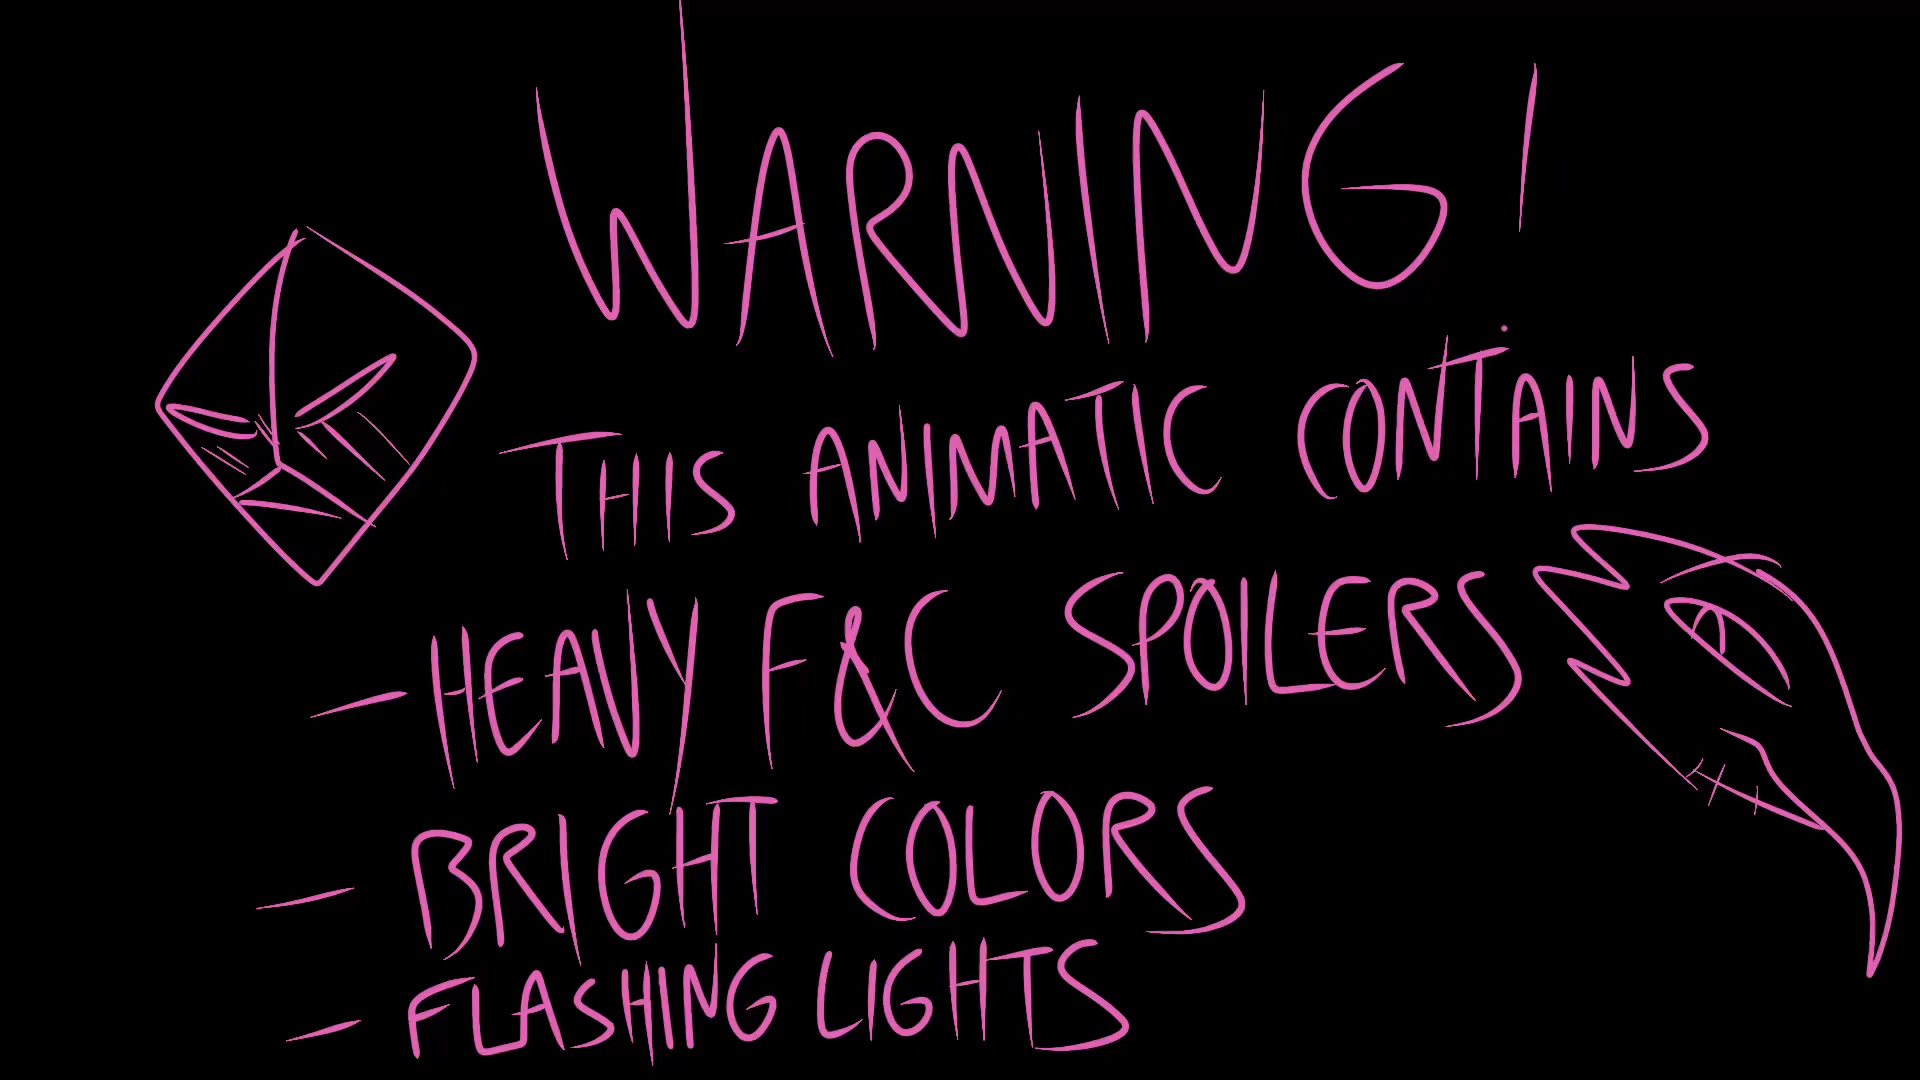 WARNING!
THIS ANIMATIC CONTAINS
- HEAVY F&C SPOILERS
- BRIGHT COLORS
- FLASHING LIGHTS